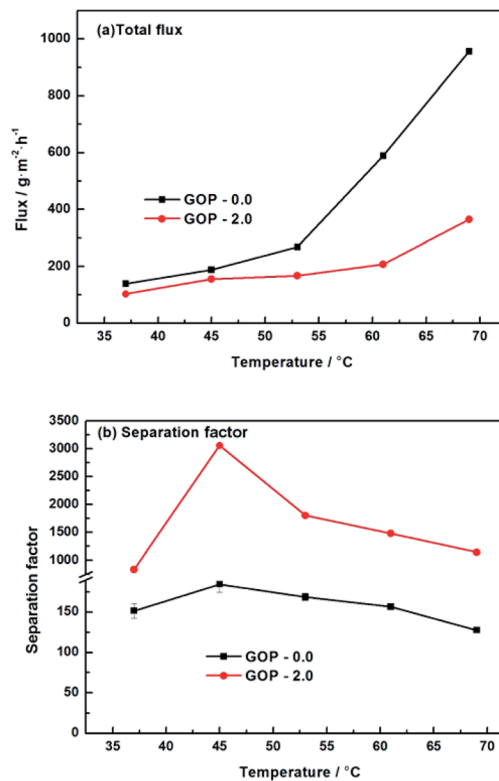 (a)Total flux
1000
800
600
400
200
0
Flux / g·m⁻²·h⁻¹
GOP - 0.0
GOP - 2.0
35 40 45 50 55 60 65 70
Temperature / °C
(b) Separation factor
3500
3000
2500
2000
1500
1000
150
100
50
0
Separation factor
GOP - 0.0
GOP - 2.0
35 40 45 50 55 60 65 70
Temperature / °C